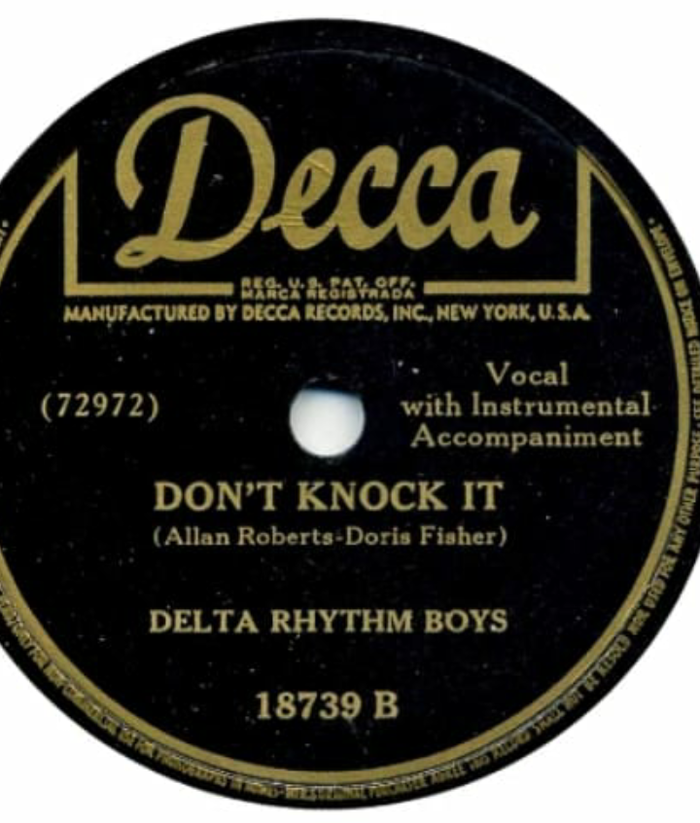 Decca
REG. U.S. PAT. OFF.
MARCA REGISTRADA
MANUFACTURED BY DECCA RECORDS, INC., NEW YORK, U.S.A.
(72972)
Vocal
with Instrumental
Accompaniment
DON'T KNOCK IT
(Allan Roberts-Doris Fisher)
DELTA RHYTHM BOYS
18739 B